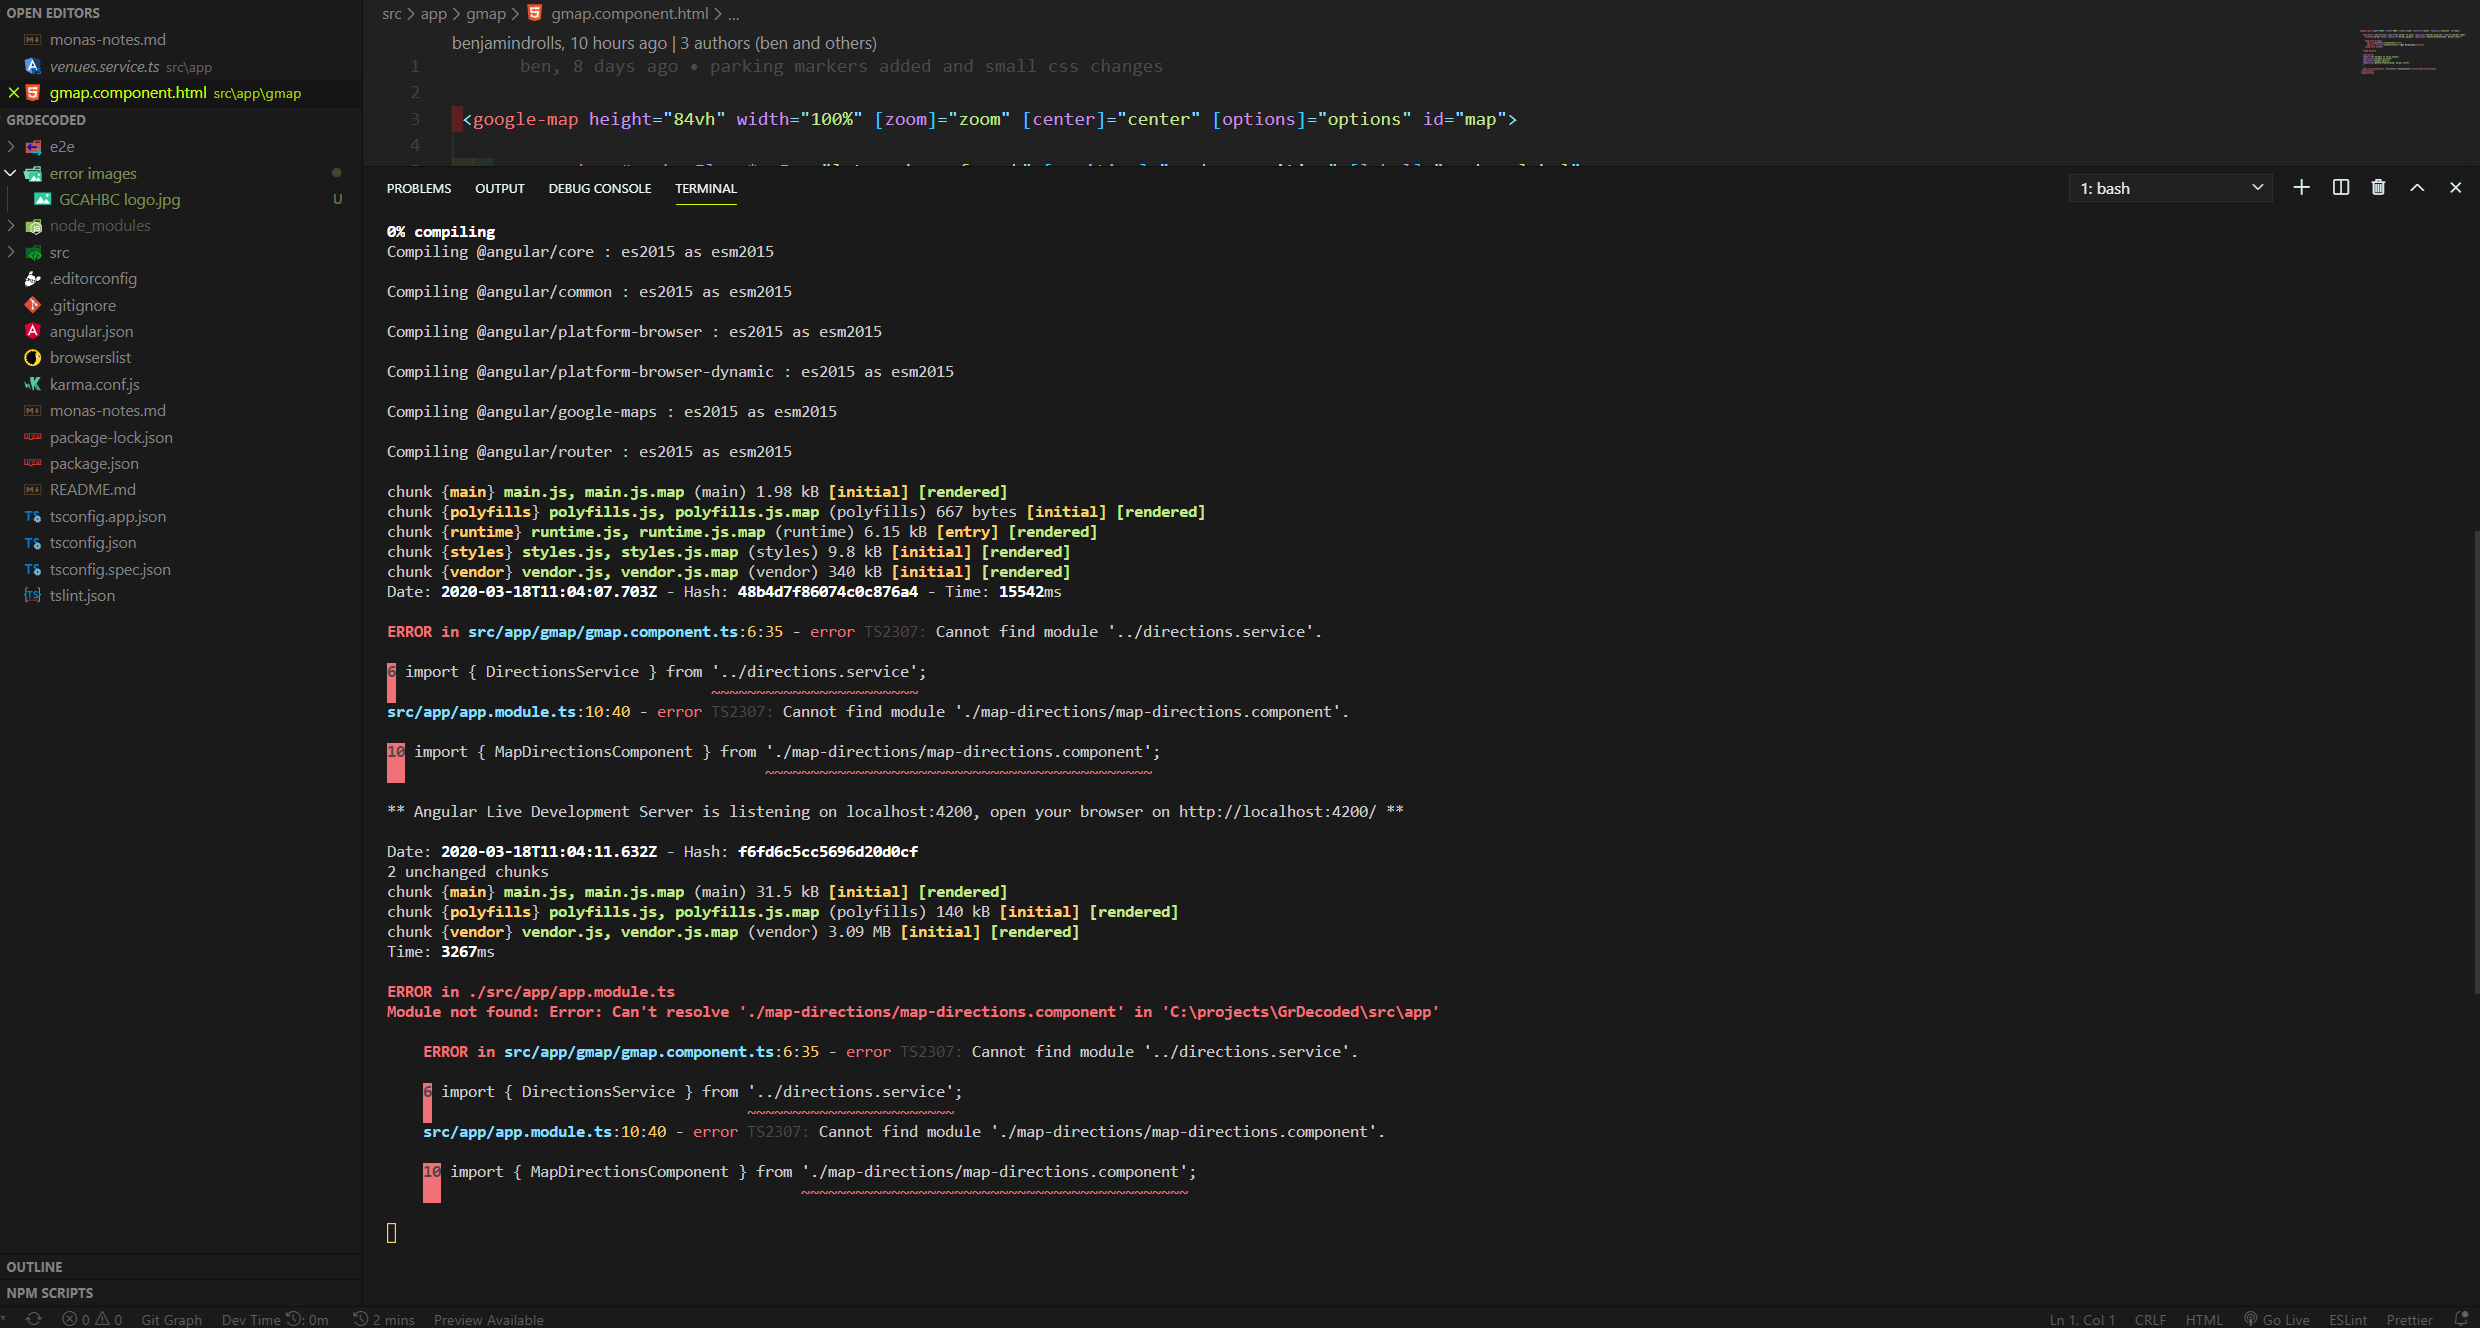 OPEN EDITORS
monas-notes.md
venues.service.ts src\app
gmap.component.html src\app\gmap
GRDECODED
e2e
error images
GCAHBC logo.jpg U
node_modules
src
.editorconfig
.gitignore
angular.json
browserslist
karma.conf.js
monas-notes.md
package-lock.json
package.json
README.md
tsconfig.app.json
tsconfig.json
tsconfig.spec.json
tslint.json
OUTLINE
NPM SCRIPTS
src > app > gmap > gmap.component.html > ...
benjamindrolls, 10 hours ago | 3 authors (ben and others)
1 ben, 8 days ago • parking markers added and small css changes
2
3 <google-map height="84vh" width="100%" [zoom]="zoom" [center]="center" [options]="options" id="map">
4
PROBLEMS OUTPUT DEBUG CONSOLE TERMINAL 1: bash
0% compiling
Compiling @angular/core : es2015 as esm2015
Compiling @angular/common : es2015 as esm2015
Compiling @angular/platform-browser : es2015 as esm2015
Compiling @angular/platform-browser-dynamic : es2015 as esm2015
Compiling @angular/google-maps : es2015 as esm2015
Compiling @angular/router : es2015 as esm2015
chunk {main} main.js, main.js.map (main) 1.98 kB [initial] [rendered]
chunk {polyfills} polyfills.js, polyfills.js.map (polyfills) 667 bytes [initial] [rendered]
chunk {runtime} runtime.js, runtime.js.map (runtime) 6.15 kB [entry] [rendered]
chunk {styles} styles.js, styles.js.map (styles) 9.8 kB [initial] [rendered]
chunk {vendor} vendor.js, vendor.js.map (vendor) 340 kB [initial] [rendered]
Date: 2020-03-18T11:04:07.703Z - Hash: 48b4d7f86074c0c876a4 - Time: 15542ms
ERROR in src/app/gmap/gmap.component.ts:6:35 - error TS2307: Cannot find module '../directions.service'.
6 import { DirectionsService } from '../directions.service';
~~~~~~~~~~~~~~~~~~~~~~~
src/app/app.module.ts:10:40 - error TS2307: Cannot find module './map-directions/map-directions.component'.
10 import { MapDirectionsComponent } from './map-directions/map-directions.component';
~~~~~~~~~~~~~~~~~~~~~~~~~~~~~~~~~~~~~~~~~~~
** Angular Live Development Server is listening on localhost:4200, open your browser on http://localhost:4200/ **
Date: 2020-03-18T11:04:11.632Z - Hash: f6fd6c5cc5696d20d0cf
2 unchanged chunks
chunk {main} main.js, main.js.map (main) 31.5 kB [initial] [rendered]
chunk {polyfills} polyfills.js, polyfills.js.map (polyfills) 140 kB [initial] [rendered]
chunk {vendor} vendor.js, vendor.js.map (vendor) 3.09 MB [initial] [rendered]
Time: 3267ms
ERROR in ./src/app/app.module.ts
Module not found: Error: Can't resolve './map-directions/map-directions.component' in 'C:\projects\GrDecoded\src\app'
ERROR in src/app/gmap/gmap.component.ts:6:35 - error TS2307: Cannot find module '../directions.service'.
6 import { DirectionsService } from '../directions.service';
~~~~~~~~~~~~~~~~~~~~~~~
src/app/app.module.ts:10:40 - error TS2307: Cannot find module './map-directions/map-directions.component'.
10 import { MapDirectionsComponent } from './map-directions/map-directions.component';
~~~~~~~~~~~~~~~~~~~~~~~~~~~~~~~~~~~~~~~~~~~
0 0 Git Graph Dev Time : 0m 2 mins Preview Available Ln 1, Col 1 CRLF HTML Go Live ESLint Prettier